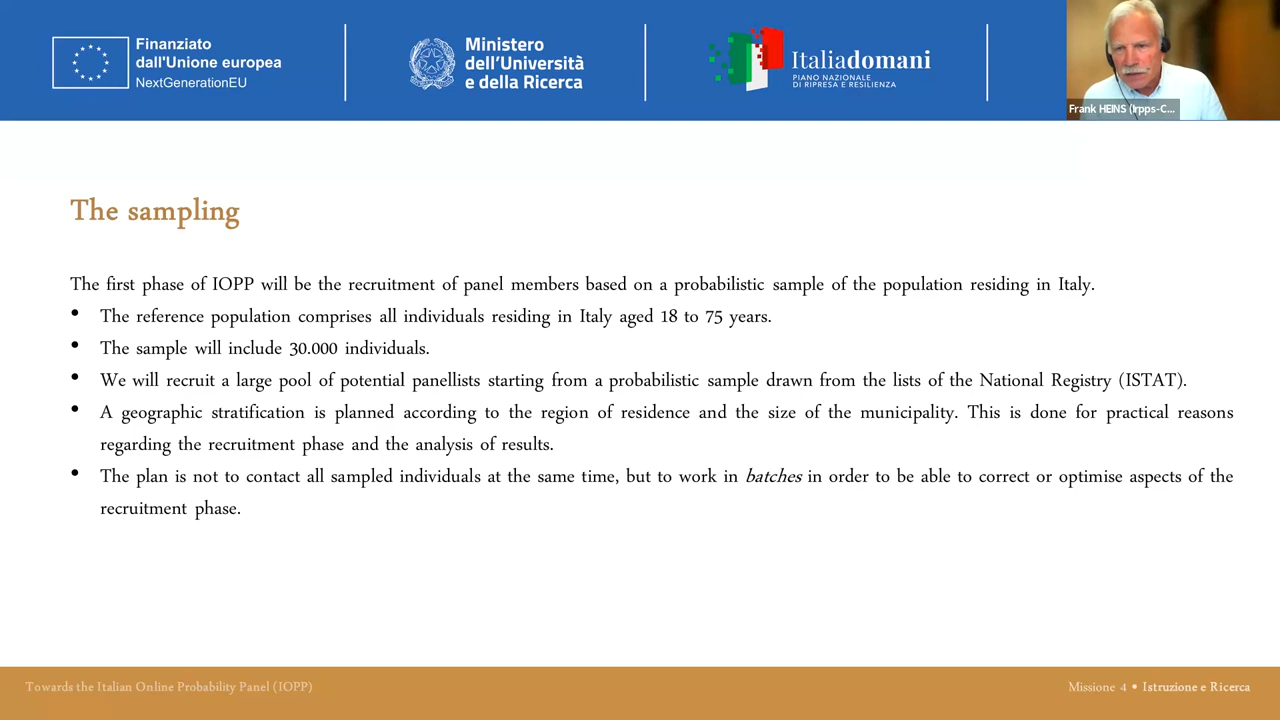 Finanziato
dall'Unione europea
NextGenerationEU
Ministero
dell'Università
e della Ricerca
Italiadomani
PIANO NAZIONALE
DI RIPRESA E RESILIENZA
Frank HEINS (Irpps-C...
The sampling
The first phase of IOPP will be the recruitment of panel members based on a probabilistic sample of the population residing in Italy.
• The reference population comprises all individuals residing in Italy aged 18 to 75 years.
• The sample will include 30.000 individuals.
• We will recruit a large pool of potential panellists starting from a probabilistic sample drawn from the lists of the National Registry (ISTAT).
• A geographic stratification is planned according to the region of residence and the size of the municipality. This is done for practical reasons
regarding the recruitment phase and the analysis of results.
• The plan is not to contact all sampled individuals at the same time, but to work in batches in order to be able to correct or optimise aspects of the
recruitment phase.
Towards the Italian Online Probability Panel (IOPP)
Missione 4 • Istruzione e Ricerca